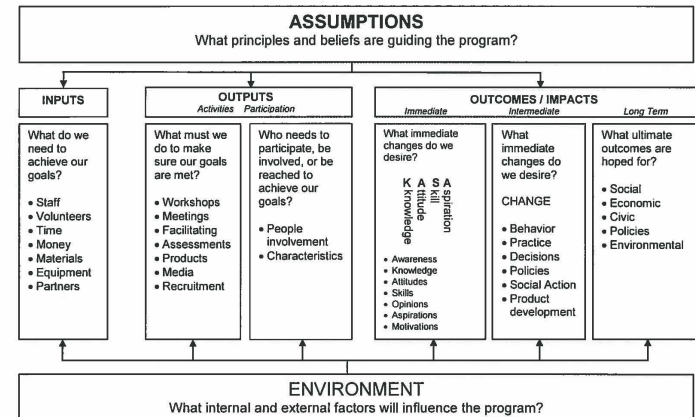 ASSUMPTIONS
What principles and beliefs are guiding the program?
INPUTS
What do we
need to
achieve our
goals?
• Staff
• Volunteers
• Time
• Money
• Materials
• Equipment
• Partners
OUTPUTS
Activities Participation
What must we
do to make
sure our goals
are met?
• Workshops
• Meetings
• Facilitating
• Assessments
• Products
• Media
• Recruitment
Who needs to
participate, be
involved, or be
reached to
achieve our
goals?
• People
involvement
• Characteristics
OUTCOMES / IMPACTS
Immediate Intermediate Long Term
What immediate
changes do we
desire?
K A S A
Knowledge
Attitude
Skill
Aspiration
• Awareness
• Knowledge
• Attitudes
• Skills
• Opinions
• Aspirations
• Motivations
What
immediate
changes do
we desire?
CHANGE
• Behavior
• Practice
• Decisions
• Policies
• Social Action
• Product
development
What ultimate
outcomes are
hoped for?
• Social
• Economic
• Civic
• Policies
• Environmental
ENVIRONMENT
What internal and external factors will influence the program?